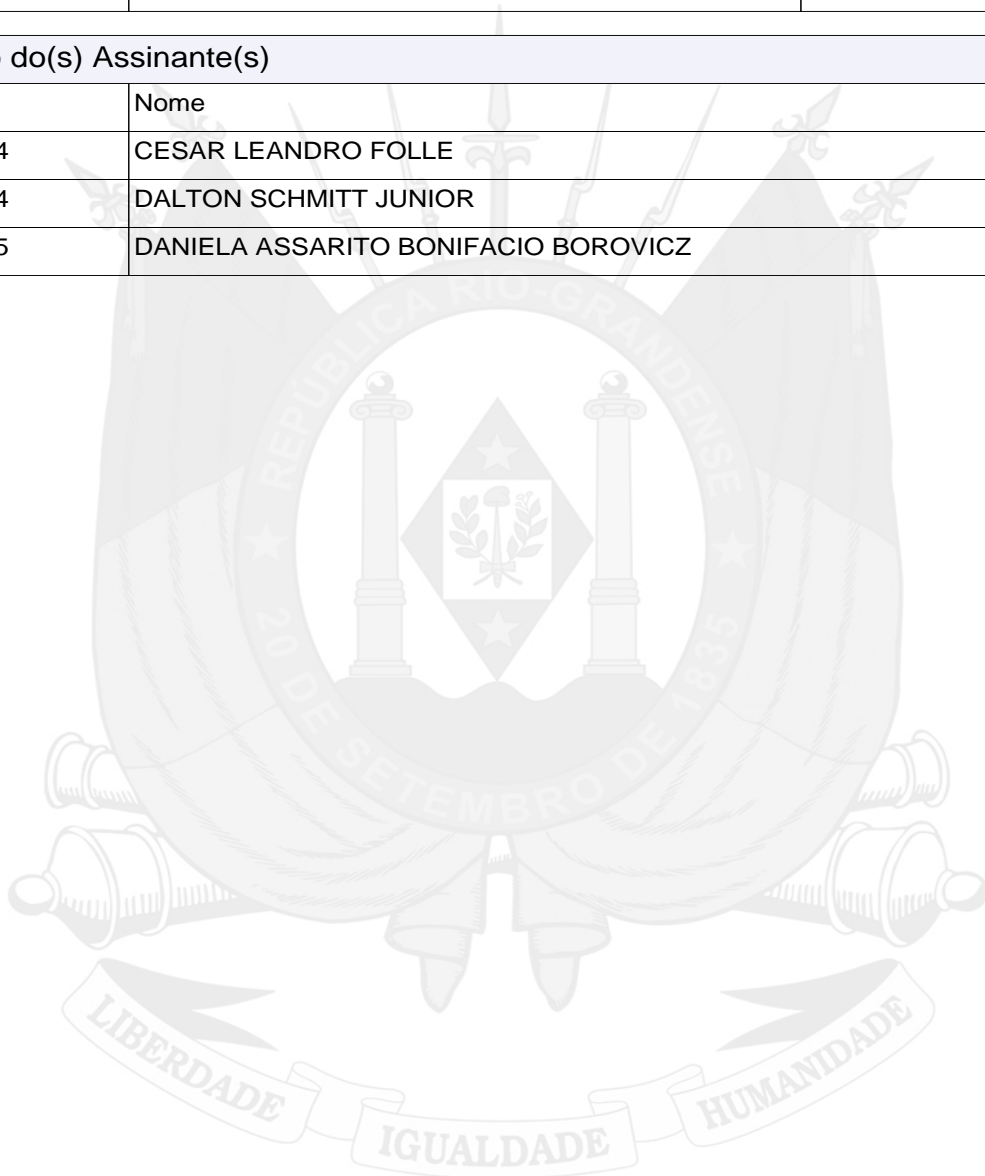 do(s) Assinante(s)
Nome
4 CESAR LEANDRO FOLLE
4 DALTON SCHMITT JUNIOR
5 DANIELA ASSARITO BONIFACIO BOROVICZ
REPÚBLICA RIO-GRANDENSE
20 DE SETEMBRO DE 1835
LIBERDADE IGUALDADE HUMANIDADE